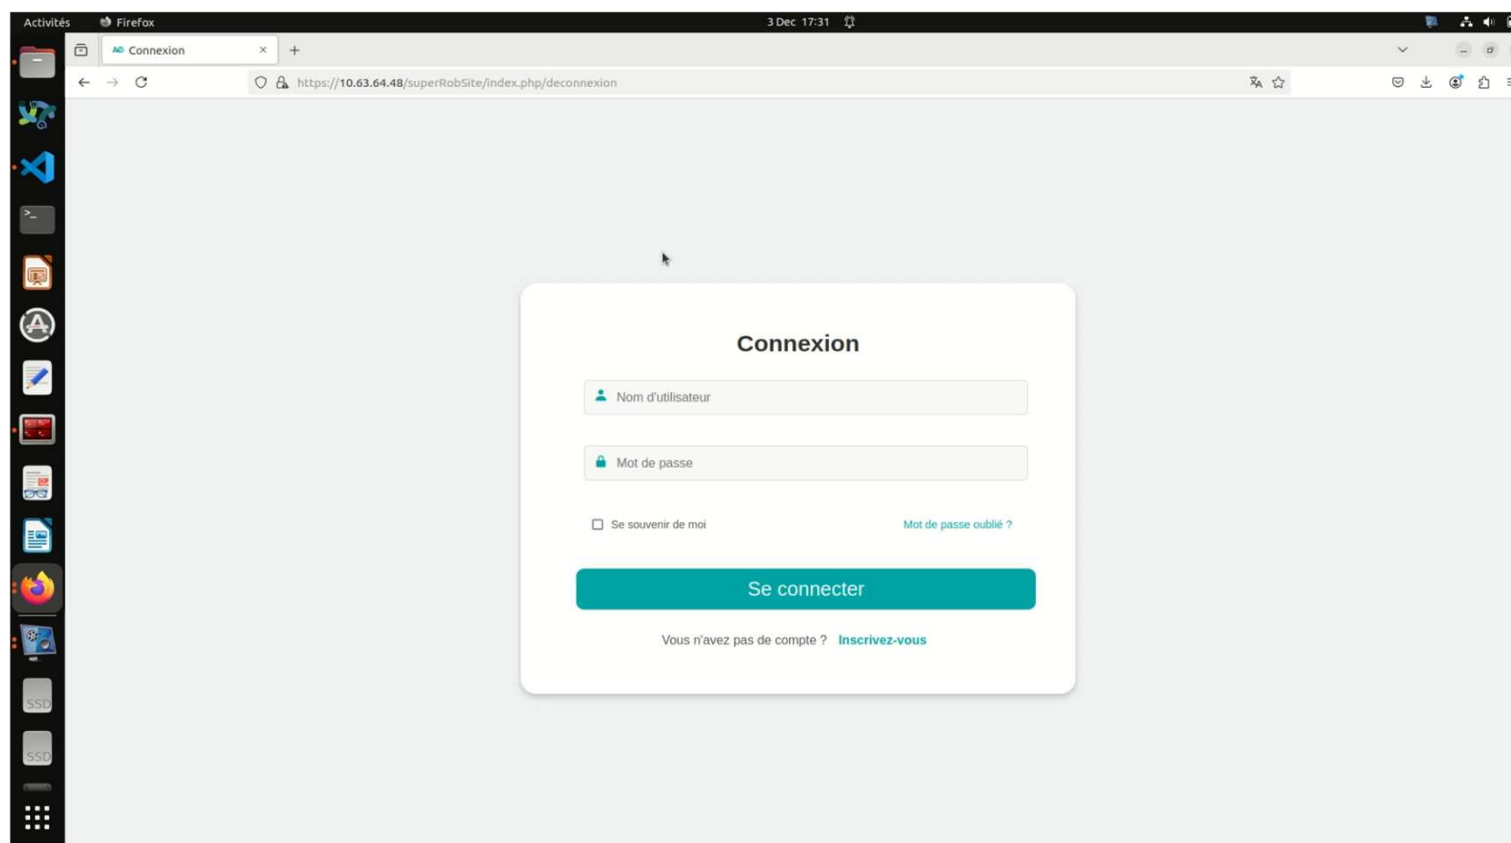 Activités Firefox 3 Dec 17:31
Connexion
https://10.63.64.48/superRobSite/index.php/deconnexion
Connexion
Nom d'utilisateur
Mot de passe
Se souvenir de moi Mot de passe oublié ?
Se connecter
Vous n'avez pas de compte ? Inscrivez-vous
SSD
SSD